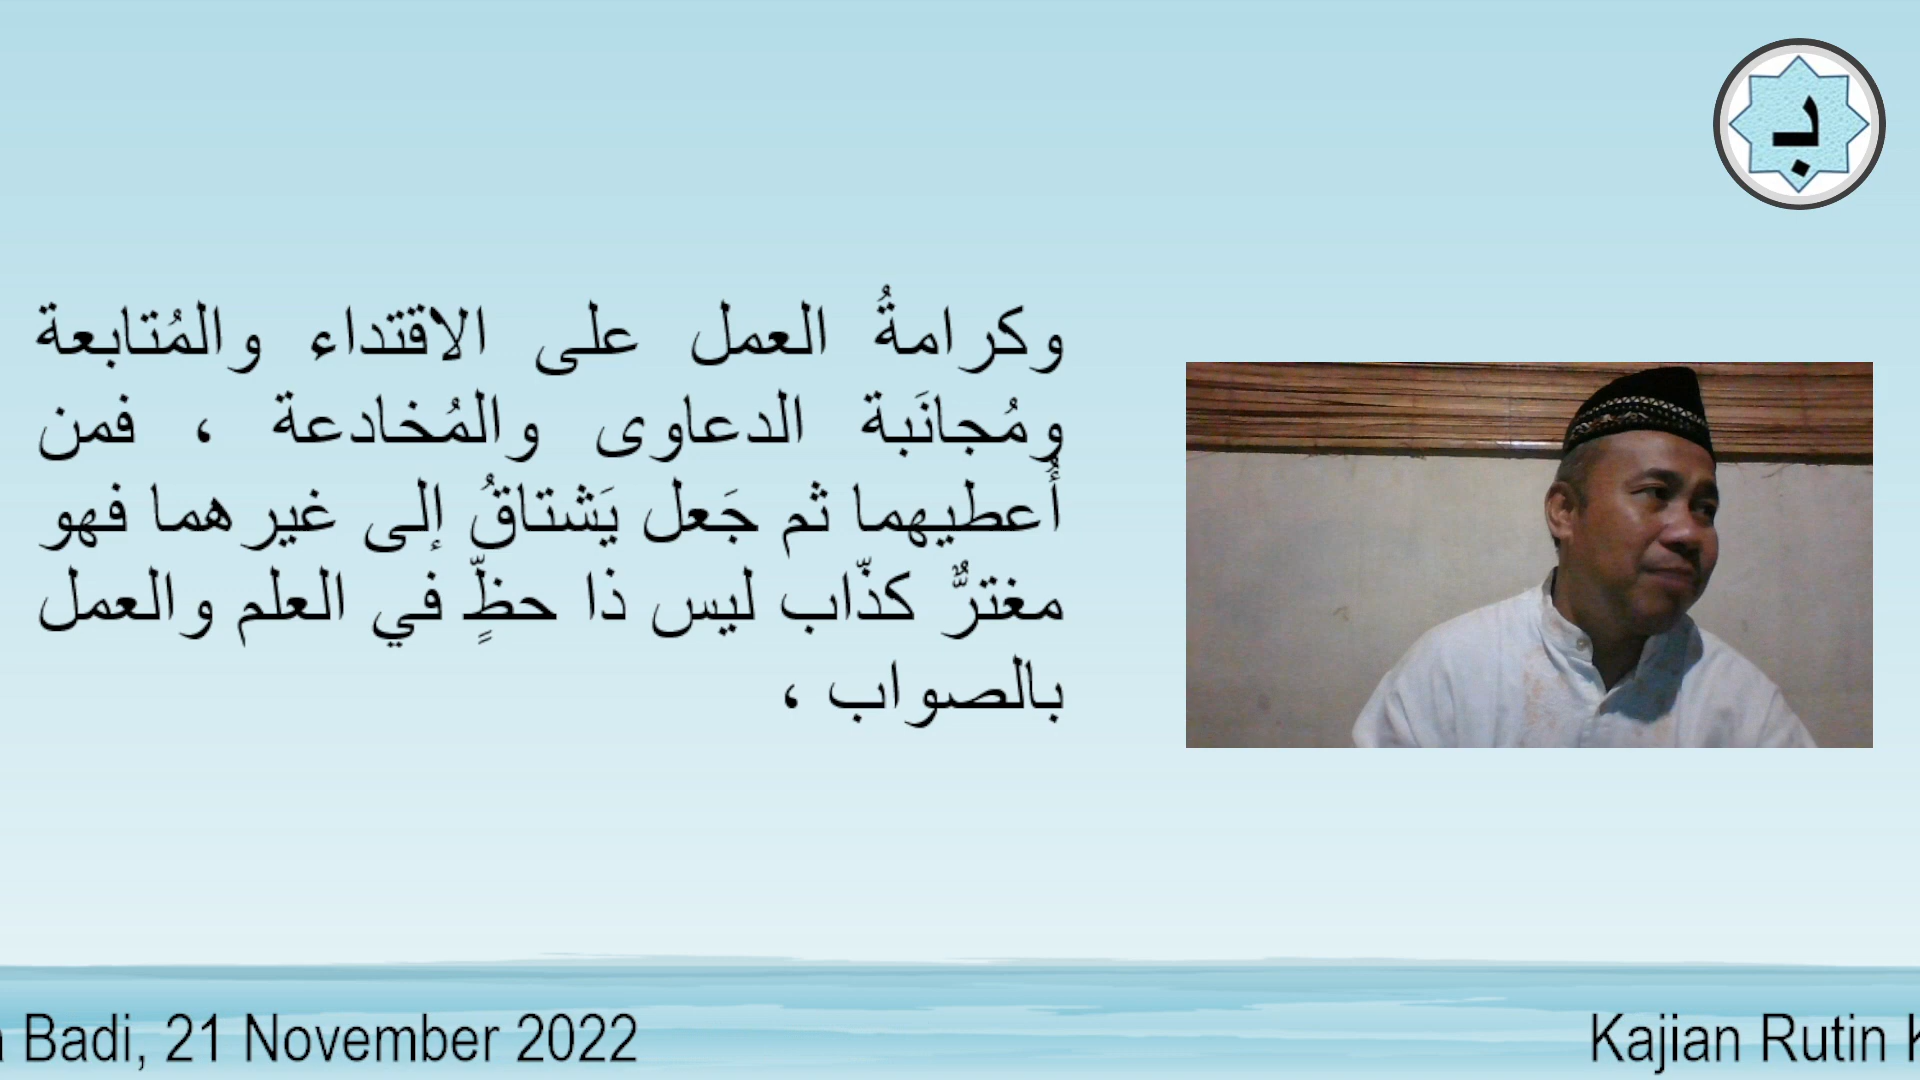 وكرامةُ العمل على الاقتداء والمُتابعة
ومُجانَبة الدعاوى والمُخادعة ، فمن
أُعطيهما ثم جَعل يَشتاقُ إلى غيرهما فهو
مغترٌّ كذّاب ليس ذا حظٍّ في العلم والعمل
بالصواب ،
Badi, 21 November 2022
Kajian Rutin